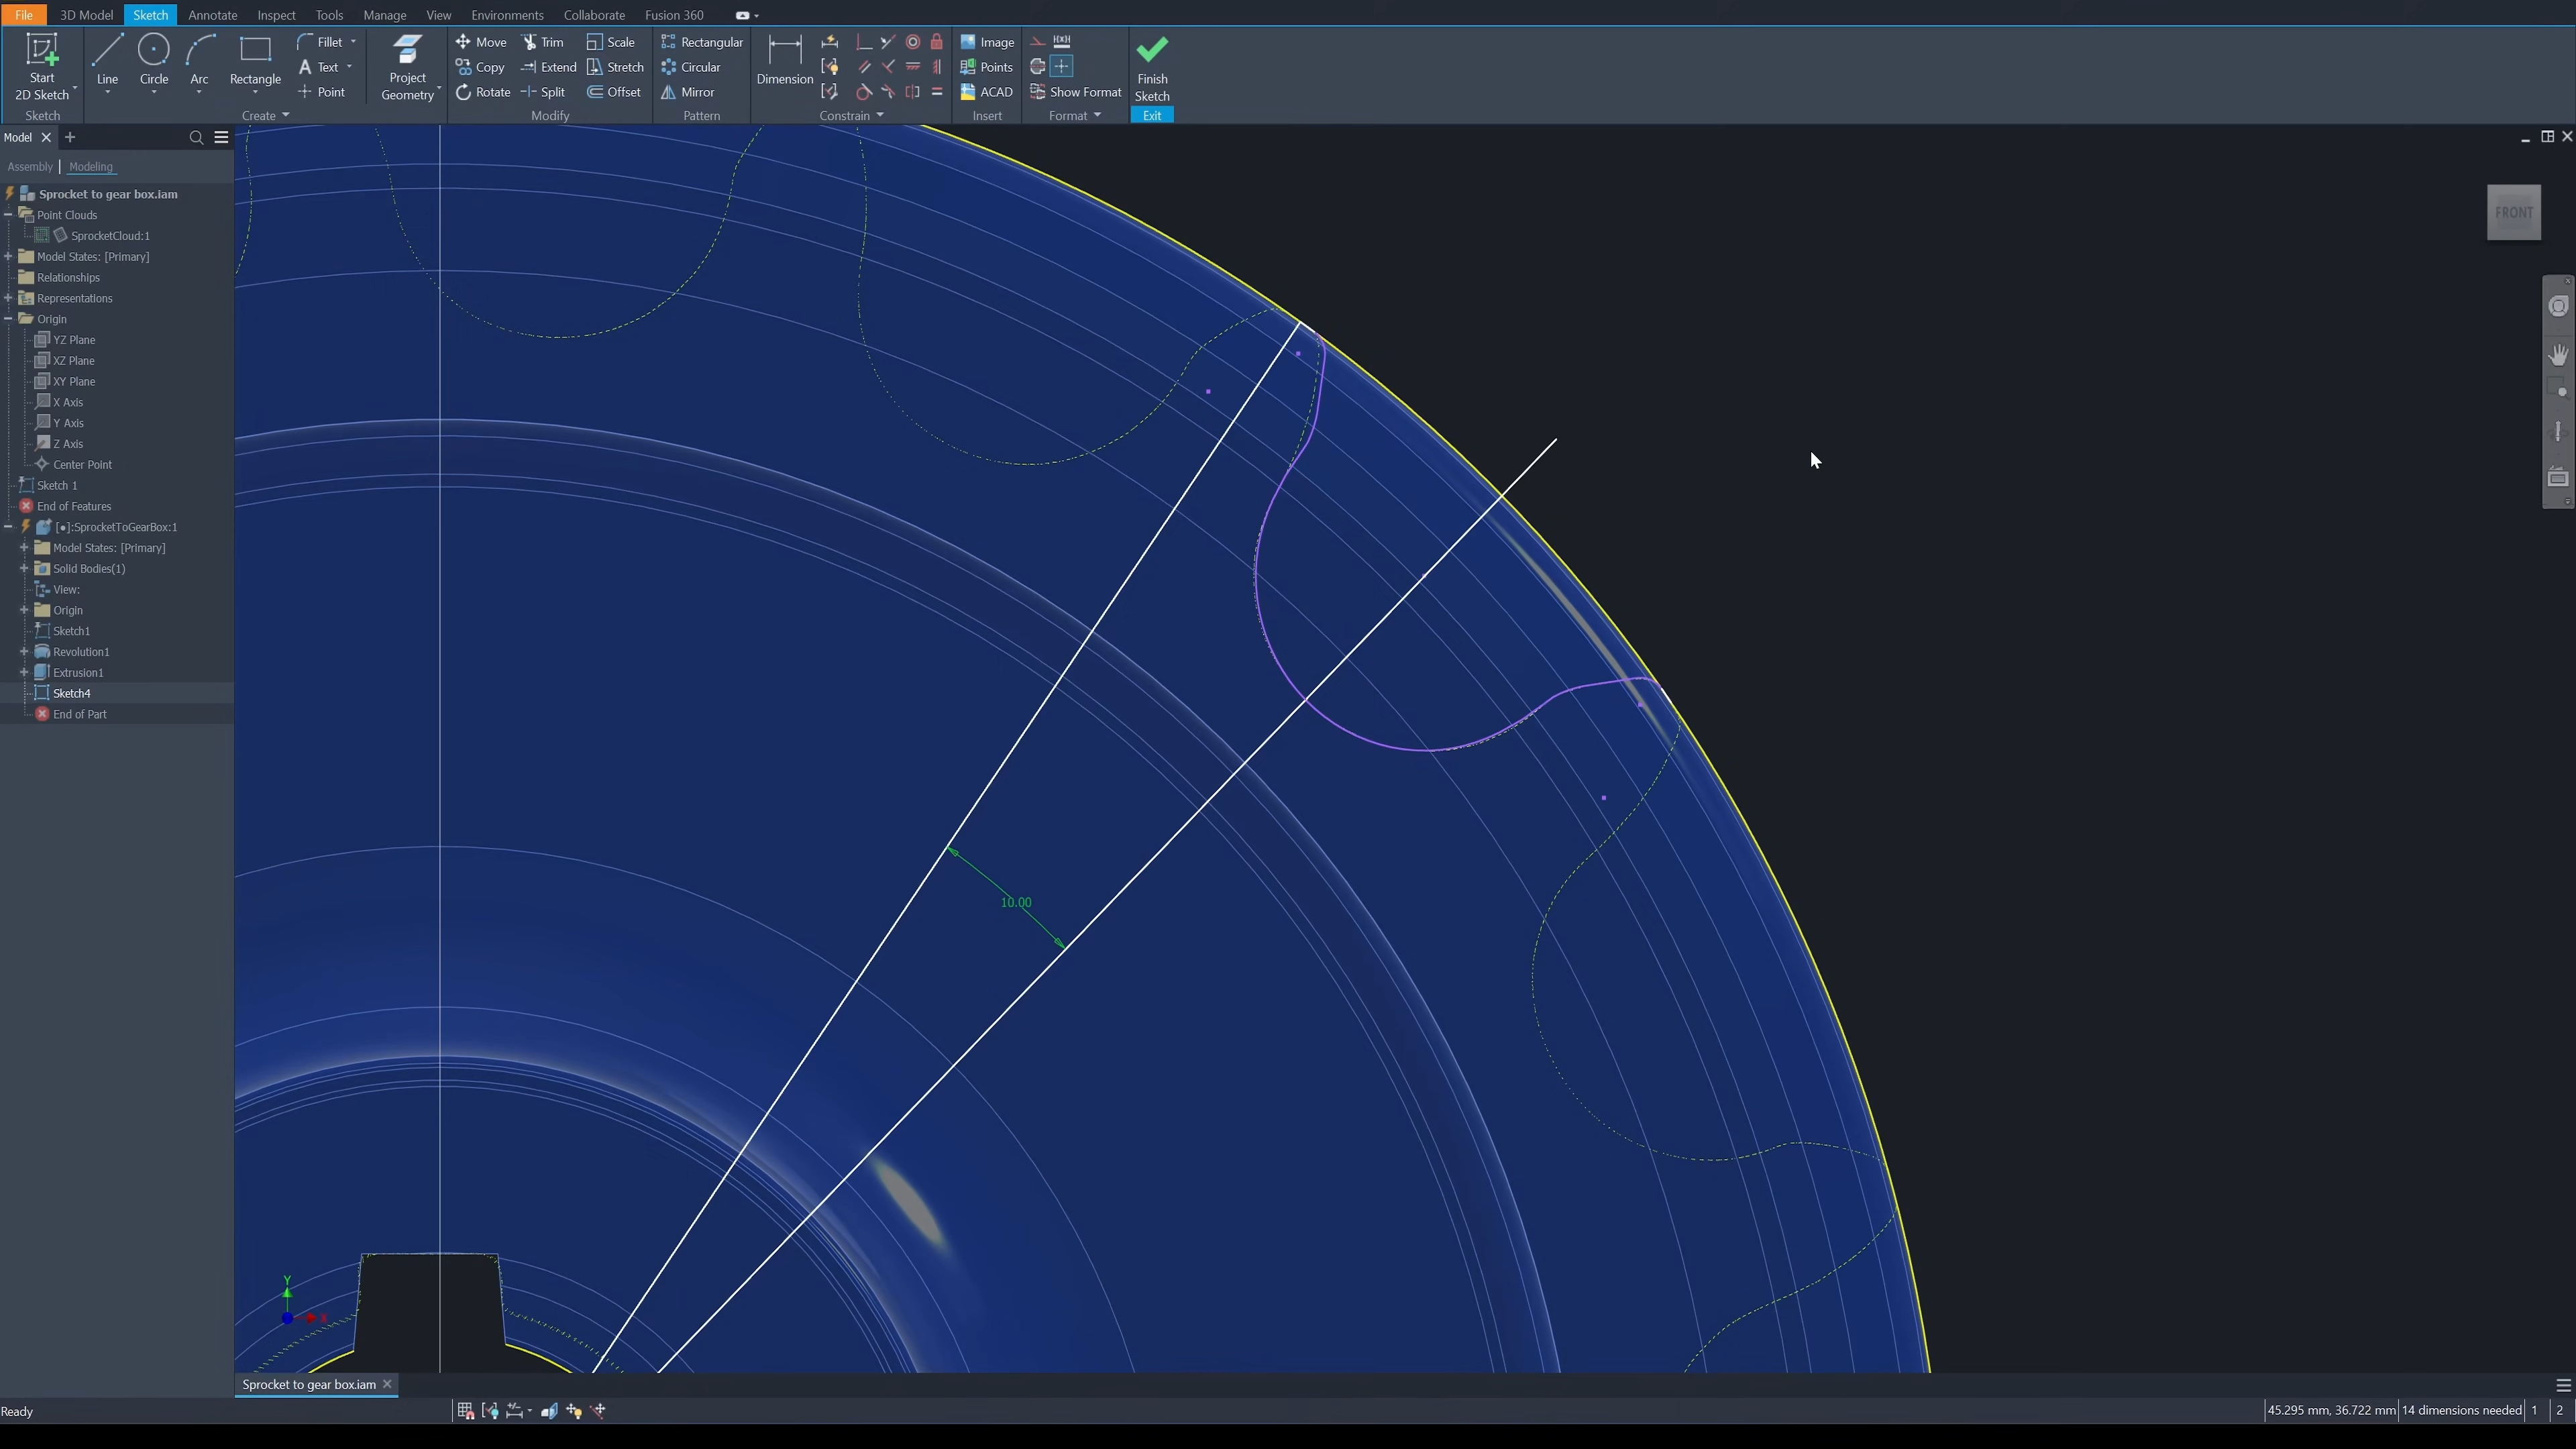 File 3D Model Sketch Annotate Inspect Tools Manage View Environments Collaborate Fusion 360
Start 2D Sketch
Line
Circle
Arc
Rectangle
Fillet
Text
Point
Project Geometry
Move
Copy
Rotate
Trim
Extend
Split
Scale
Stretch
Offset
Rectangular
Circular
Mirror
Dimension
Image
Points
ACAD
Show Format
Finish Sketch
Sketch Create Modify Pattern Constrain Insert Format Exit
Model
Assembly Modeling
Sprocket to gear box.iam
Point Clouds
SprocketCloud:1
Model States: [Primary]
Relationships
Representations
Origin
YZ Plane
XZ Plane
XY Plane
X Axis
Y Axis
Z Axis
Center Point
Sketch 1
End of Features
[●]:SprocketToGearBox:1
Model States: [Primary]
Solid Bodies(1)
View:
Origin
Sketch1
Revolution1
Extrusion1
Sketch4
End of Part
FRONT
10.00
Y
X
Sprocket to gear box.iam
Ready
45.295 mm, 36.722 mm 14 dimensions needed 1 2